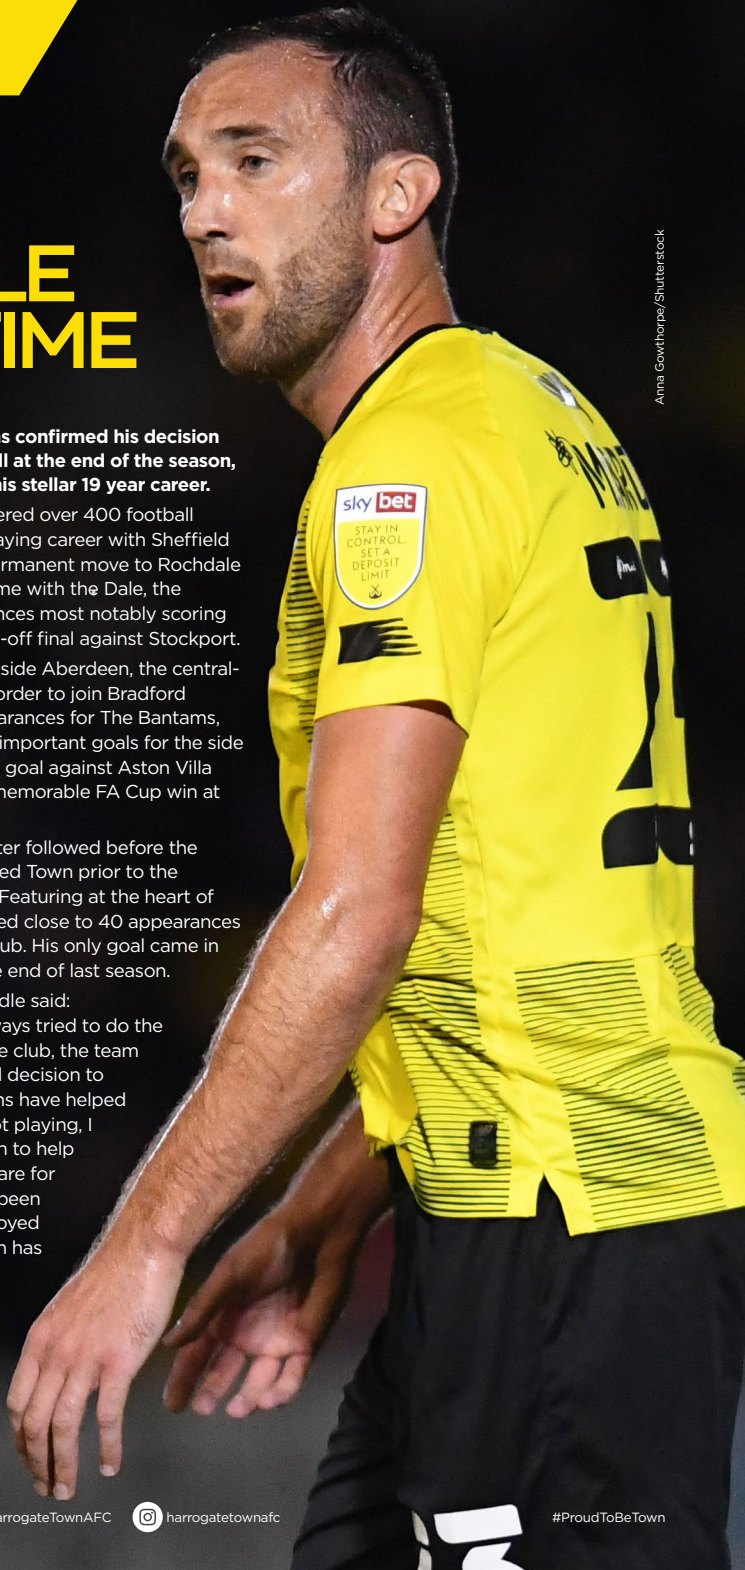 LE
TIME
s confirmed his decision
ll at the end of the season,
his stellar 19 year career.
ered over 400 football
aying career with Sheffield
rmanent move to Rochdale
me with the Dale, the
nces most notably scoring
-off final against Stockport.
side Aberdeen, the central-
order to join Bradford
arances for The Bantams,
important goals for the side
goal against Aston Villa
memorable FA Cup win at
ter followed before the
ed Town prior to the
Featuring at the heart of
ed close to 40 appearances
ub. His only goal came in
e end of last season.
dle said:
ways tried to do the
e club, the team
l decision to
ns have helped
ot playing, I
n to help
are for
been
oyed
n has
Anna Gowthorpe/Shutterstock
sky bet
STAY IN
CONTROL.
SET A
DEPOSIT
LIMIT
arrogateTownAFC
harrogatetownafc
#ProudToBeTown